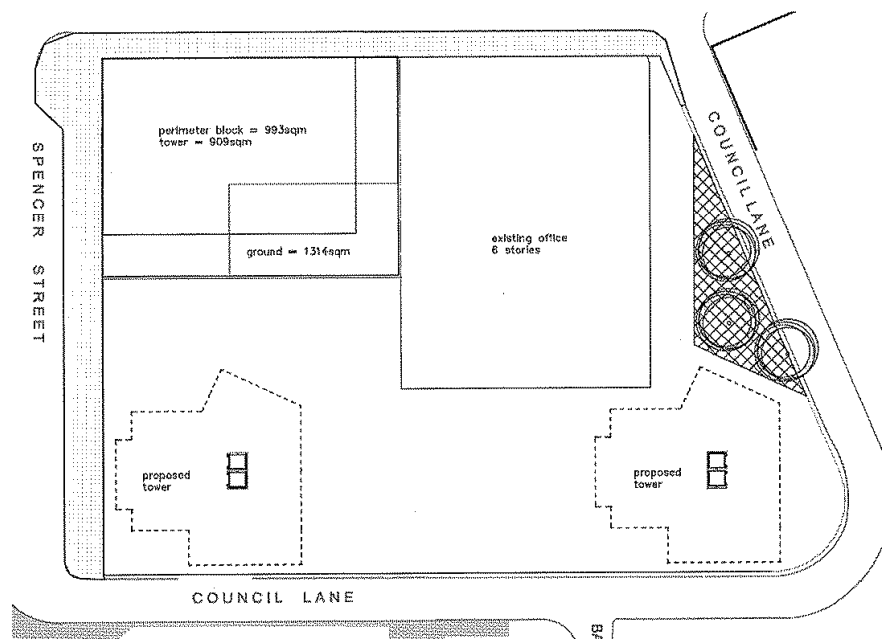 perimeter block = 993sqm
tower = 909sqm
ground = 1314sqm
existing office
6 stories
SPENCER STREET
COUNCIL LANE
proposed
tower
proposed
tower
COUNCIL LANE
BA